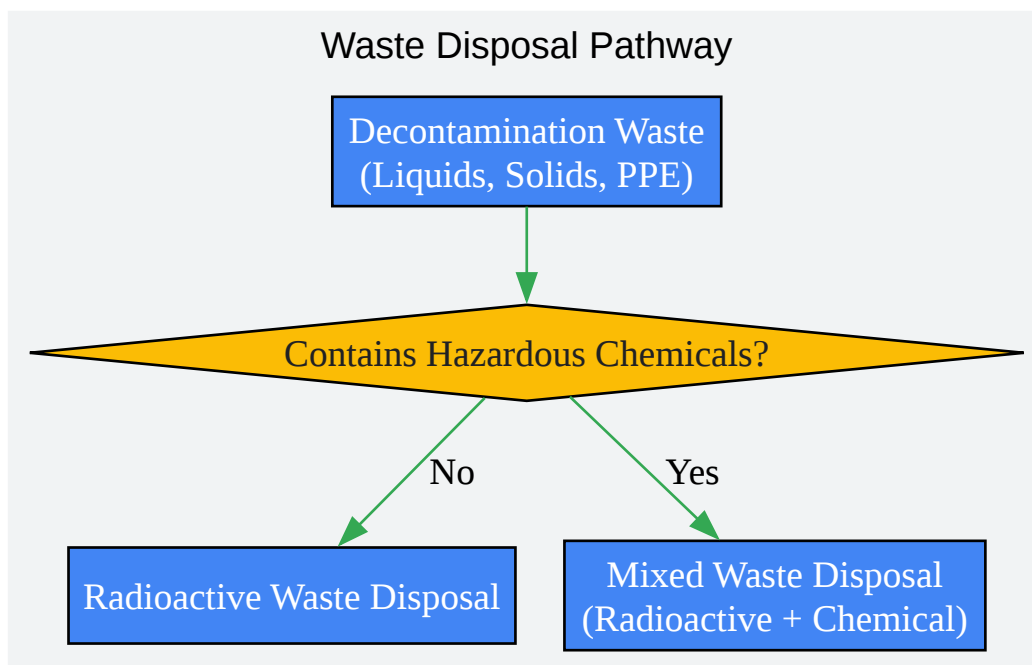 Waste Disposal Pathway
Decontamination Waste
(Liquids, Solids, PPE)
Contains Hazardous Chemicals?
No
Yes
Radioactive Waste Disposal
Mixed Waste Disposal
(Radioactive + Chemical)